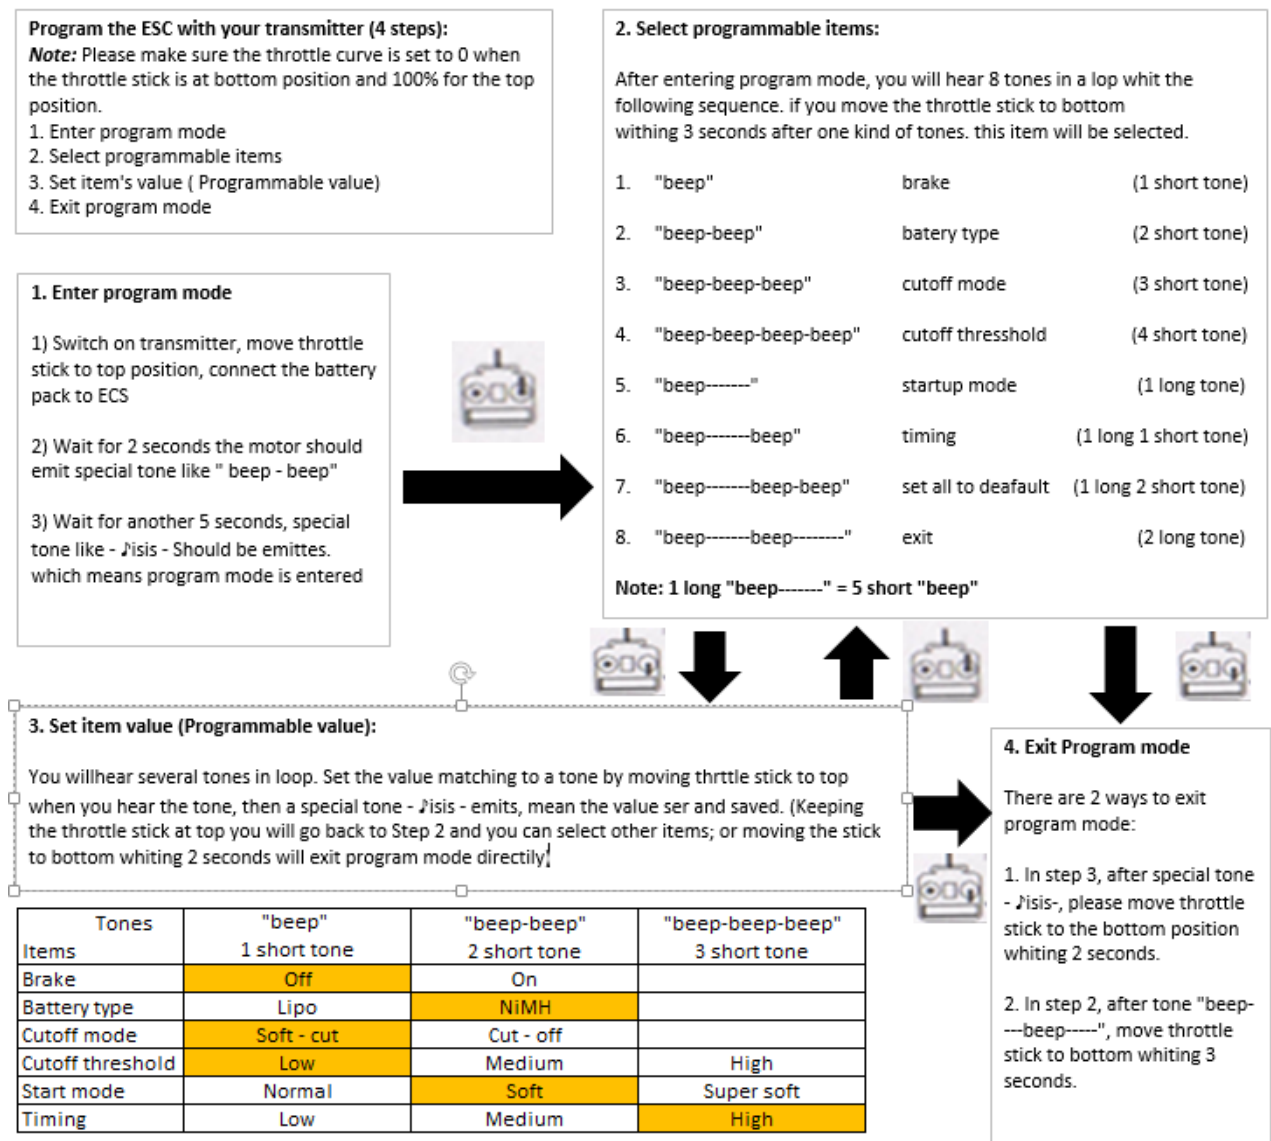 Program the ESC with your transmitter (4 steps):
Note: Please make sure the throttle curve is set to 0 when
the throttle stick is at bottom position and 100% for the top
position.
1. Enter program mode
2. Select programmable items
3. Set item's value ( Programmable value)
4. Exit program mode
1. Enter program mode
1) Switch on transmitter, move throttle
stick to top position, connect the battery
pack to ECS
2) Wait for 2 seconds the motor should
emit special tone like " beep - beep"
3) Wait for another 5 seconds, special
tone like - ♪isis - Should be emittes.
which means program mode is entered
2. Select programmable items:
After entering program mode, you will hear 8 tones in a lop whit the
following sequence. if you move the throttle stick to bottom
withing 3 seconds after one kind of tones. this item will be selected.
1. "beep" brake (1 short tone)
2. "beep-beep" batery type (2 short tone)
3. "beep-beep-beep" cutoff mode (3 short tone)
4. "beep-beep-beep-beep" cutoff thresshold (4 short tone)
5. "beep-------" startup mode (1 long tone)
6. "beep-------beep" timing (1 long 1 short tone)
7. "beep-------beep-beep" set all to deafault (1 long 2 short tone)
8. "beep-------beep--------" exit (2 long tone)
Note: 1 long "beep-------" = 5 short "beep"
3. Set item value (Programmable value):
You willhear several tones in loop. Set the value matching to a tone by moving thrttle stick to top
when you hear the tone, then a special tone - ♪isis - emits, mean the value ser and saved. (Keeping
the throttle stick at top you will go back to Step 2 and you can select other items; or moving the stick
to bottom whiting 2 seconds will exit program mode directily!
4. Exit Program mode
There are 2 ways to exit
program mode:
1. In step 3, after special tone
- ♪isis-, please move throttle
stick to the bottom position
whiting 2 seconds.
2. In step 2, after tone "beep-
---beep-----", move throttle
stick to bottom whiting 3
seconds.
Tones "beep" "beep-beep" "beep-beep-beep"
Items 1 short tone 2 short tone 3 short tone
Brake Off On
Battery type Lipo NiMH
Cutoff mode Soft - cut Cut - off
Cutoff threshold Low Medium High
Start mode Normal Soft Super soft
Timing Low Medium High